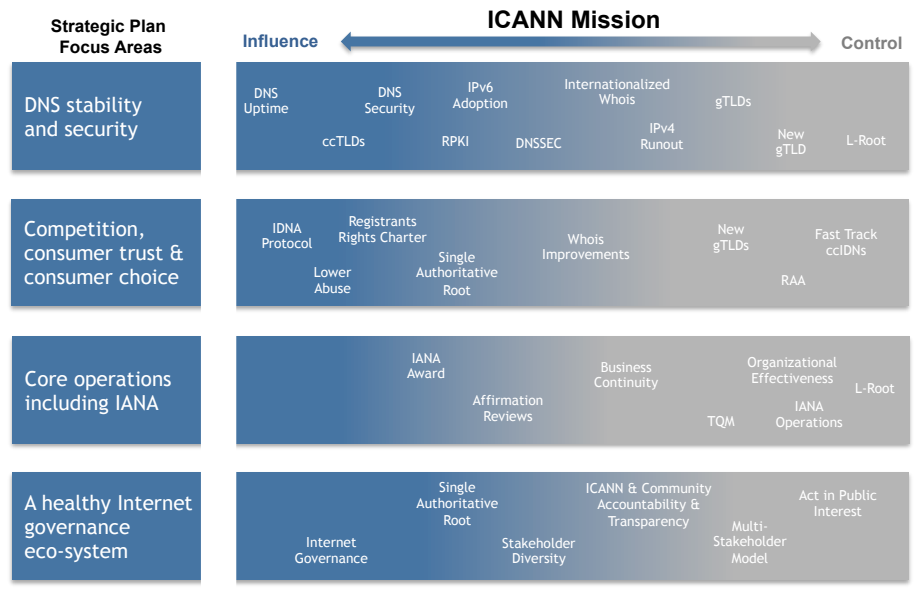 Strategic Plan
Focus Areas
ICANN Mission
Influence
Control
DNS stability
and security
DNS
Uptime
ccTLDs
DNS
Security
IPv6
Adoption
RPKI
DNSSEC
Internationalized
Whois
IPv4
Runout
gTLDs
New
gTLD
L-Root
Competition,
consumer trust &
consumer choice
IDNA
Protocol
Registrants
Rights Charter
Lower
Abuse
Single
Authoritative
Root
Whois
Improvements
New
gTLDs
RAA
Fast Track
ccIDNs
Core operations
including IANA
IANA
Award
Affirmation
Reviews
Business
Continuity
Organizational
Effectiveness
TQM
IANA
Operations
L-Root
A healthy Internet
governance
eco-system
Internet
Governance
Single
Authoritative
Root
Stakeholder
Diversity
ICANN & Community
Accountability &
Transparency
Multi-
Stakeholder
Model
Act in Public
Interest